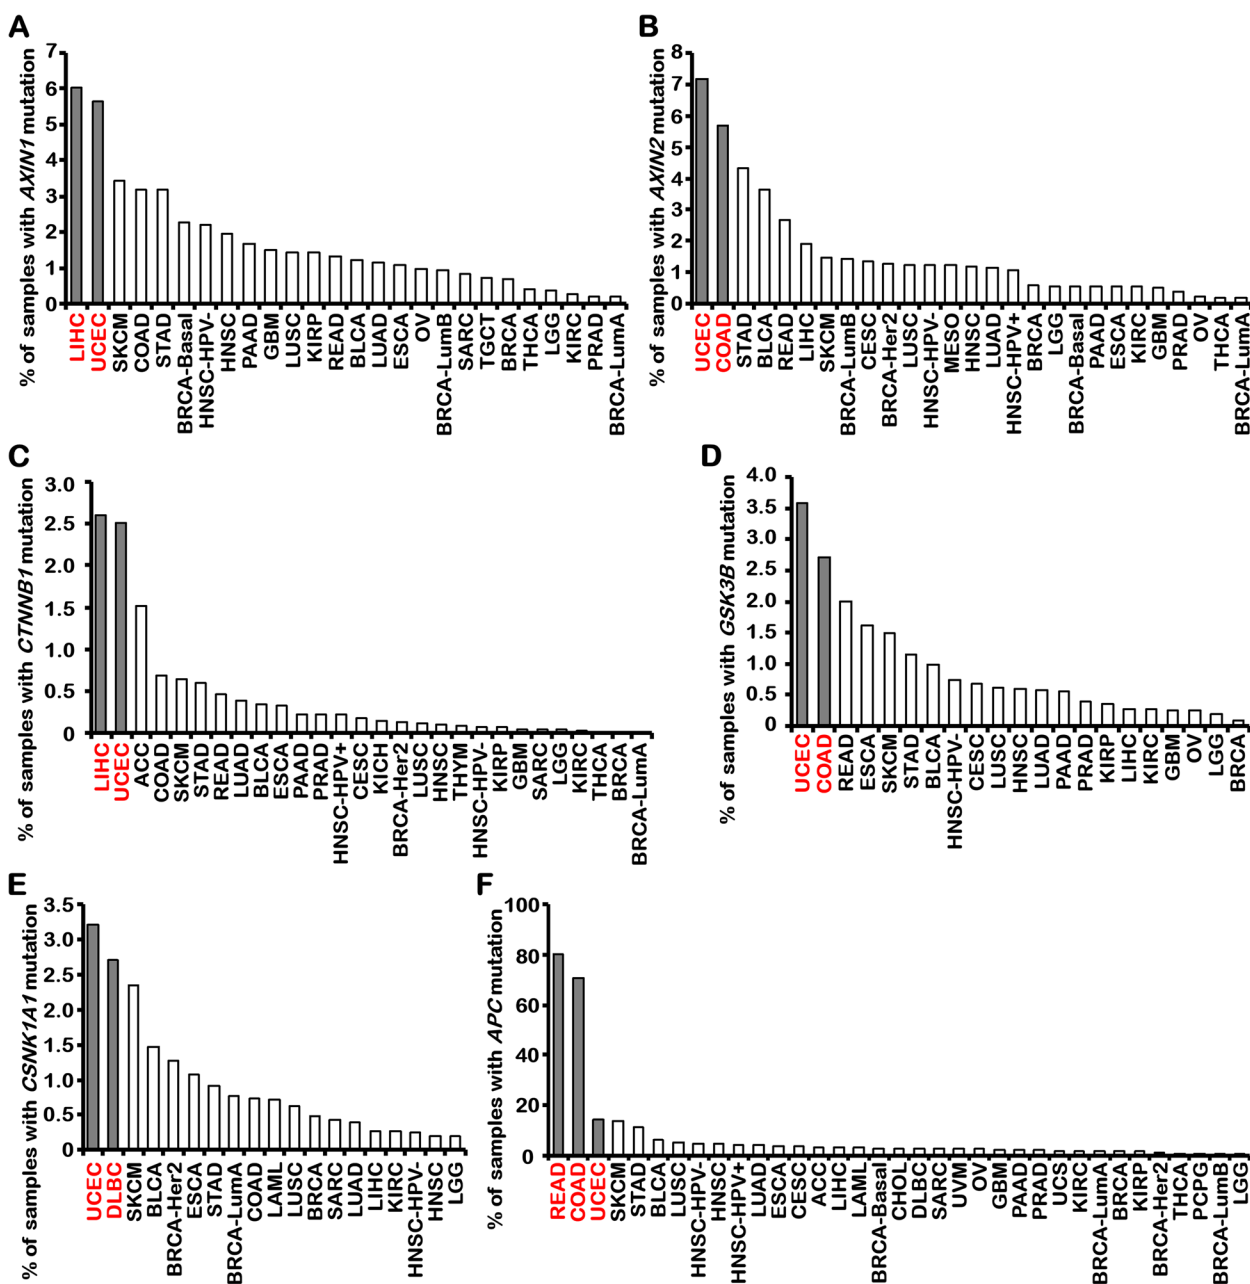 A
% of samples with AXIN1 mutation
7
6
5
4
3
2
1
0
LIHC
UCEC
SKCM
COAD
STAD
BRCA-Basal
HNSC-HPV-
HNSC
PAAD
GBM
LUSC
KIRP
READ
BLCA
LUAD
ESCA
OV
BRCA-LumB
SARC
TGCT
BRCA
THCA
LGG
KIRC
PRAD
BRCA-LumA
B
% of samples with AXIN2 mutation
8
7
6
5
4
3
2
1
0
UCEC
COAD
STAD
BLCA
READ
LIHC
SKCM
BRCA-LumB
CESC
BRCA-Her2
LUSC
HNSC-HPV-
MESO
HNSC
LUAD
HNSC-HPV+
BRCA
LGG
BRCA-Basal
PAAD
ESCA
KIRC
GBM
PRAD
OV
THCA
BRCA-LumA
C
% of samples with CTNNB1 mutation
3.0
2.5
2.0
1.5
1.0
0.5
0
LIHC
UCEC
ACC
COAD
SKCM
STAD
READ
LUAD
BLCA
ESCA
PAAD
PRAD
HNSC-HPV+
CESC
KICH
BRCA-Her2
LUSC
HNSC
THYM
HNSC-HPV-
KIRP
GBM
SARC
LGG
KIRC
THCA
BRCA
BRCA-LumA
D
% of samples with GSK3B mutation
4.0
3.5
3.0
2.5
2.0
1.5
1.0
0.5
0
UCEC
COAD
READ
ESCA
SKCM
STAD
BLCA
HNSC-HPV-
CESC
LUSC
HNSC
LUAD
PAAD
PRAD
KIRP
LIHC
KIRC
GBM
OV
LGG
BRCA
E
% of samples with CSNK1A1 mutation
3.5
3.0
2.5
2.0
1.5
1.0
0.5
0
UCEC
DLBC
SKCM
BLCA
BRCA-Her2
ESCA
STAD
BRCA-LumA
COAD
LAML
LUSC
BRCA
SARC
LUAD
LIHC
KIRC
HNSC-HPV-
HNSC
LGG
F
% of samples with APC mutation
100
80
60
40
20
0
READ
COAD
UCEC
SKCM
STAD
BLCA
LUSC
HNSC-HPV-
HNSC
HNSC-HPV+
LUAD
ESCA
CESC
ACC
LIHC
LAML
BRCA-Basal
CHOL
DLBC
SARC
UVM
OV
GBM
PAAD
PRAD
UCS
KIRC
BRCA-LumA
BRCA
KIRP
BRCA-Her2
THCA
PCPG
BRCA-LumB
LGG